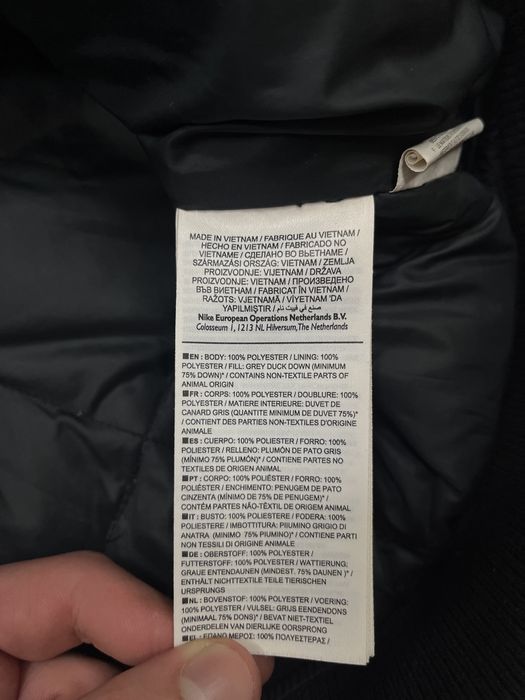 MADE IN VIETNAM / FABRIQUE AU VIETNAM /
HECHO EN VIETNAM / FABRICADO NO
VIETNAME / СДЕЛАНО ВО ВЬЕТНАМЕ /
SZÁRMAZÁSI ORSZÁG: VIETNAM / ZEMLJA
PROIZVODNJE: VIJETNAM / DRŽAVA
PROIZVODNJE: VIETNAM / ПРОИЗВЕДЕНО
ВЪВ ВИЕТНАМ / FABRICAT ÎN VIETNAM /
RAŽOTS: VJETNAMĀ / VİYETNAM 'DA
YAPILMIŞTIR / صنع في فييت نام
Nike European Operations Netherlands B.V.
Colosseum 1, 1213 NL Hilversum, The Netherlands
EN : BODY: 100% POLYESTER / LINING: 100%
POLYESTER / FILL: GREY DUCK DOWN (MINIMUM
75% DOWN)* / CONTAINS NON-TEXTILE PARTS OF
ANIMAL ORIGIN
FR : CORPS: 100% POLYESTER / DOUBLURE: 100%
POLYESTER / MATIERE INTERIEURE: DUVET DE
CANARD GRIS (QUANTITE MINIMUM DE DUVET 75%)*
/ CONTIENT DES PARTIES NON-TEXTILES D'ORIGINE
ANIMALE
ES : CUERPO: 100% POLIESTER / FORRO: 100%
POLIESTER / RELLENO: PLUMÓN DE PATO GRIS
(MÍNIMO 75% PLUMÓN)* / CONTIENE PARTES NO
TEXTILES DE ORIGEN ANIMAL
PT : CORPO: 100% POLIÉSTER / FORRO: 100%
POLIÉSTER / ENCHIMENTO: PENUGEM DE PATO
CINZENTA (MÍNIMO DE 75% DE PENUGEM)* /
CONTÉM PARTES NÃO-TÊXTIL DE ORIGEM ANIMAL
IT : BUSTO: 100% POLIESTERE / FODERA: 100%
POLIESTERE / IMBOTTITURA: PIIUMINO GRIGIO DI
ANATRA (MINIMO 75% PIUMINO)* / CONTIENE PARTI
NON TESSILI DI ORIGINE ANIMALE
DE : OBERSTOFF: 100% POLYESTER /
FUTTERSTOFF: 100% POLYESTER / WATTIERUNG:
GRAUE ENTENDAUNEN (MINDEST. 75% DAUNEN )* /
ENTHÄLT NICHTTEXTILE TEILE TIERISCHEN
URSPRUNGS
NL : BOVENSTOF: 100% POLYESTER / VOERING:
100% POLYESTER / VULSEL: GRIJS EENDENDONS
(MINIMAAL 75% DONS)* / BEVAT NIET-TEXTIEL
ONDERDELEN VAN DIERLIJKE OORSPRONG
ΜΕΡΟΣ: 100% ΠΟΛΥΕΣΤΕΡΑΣ /